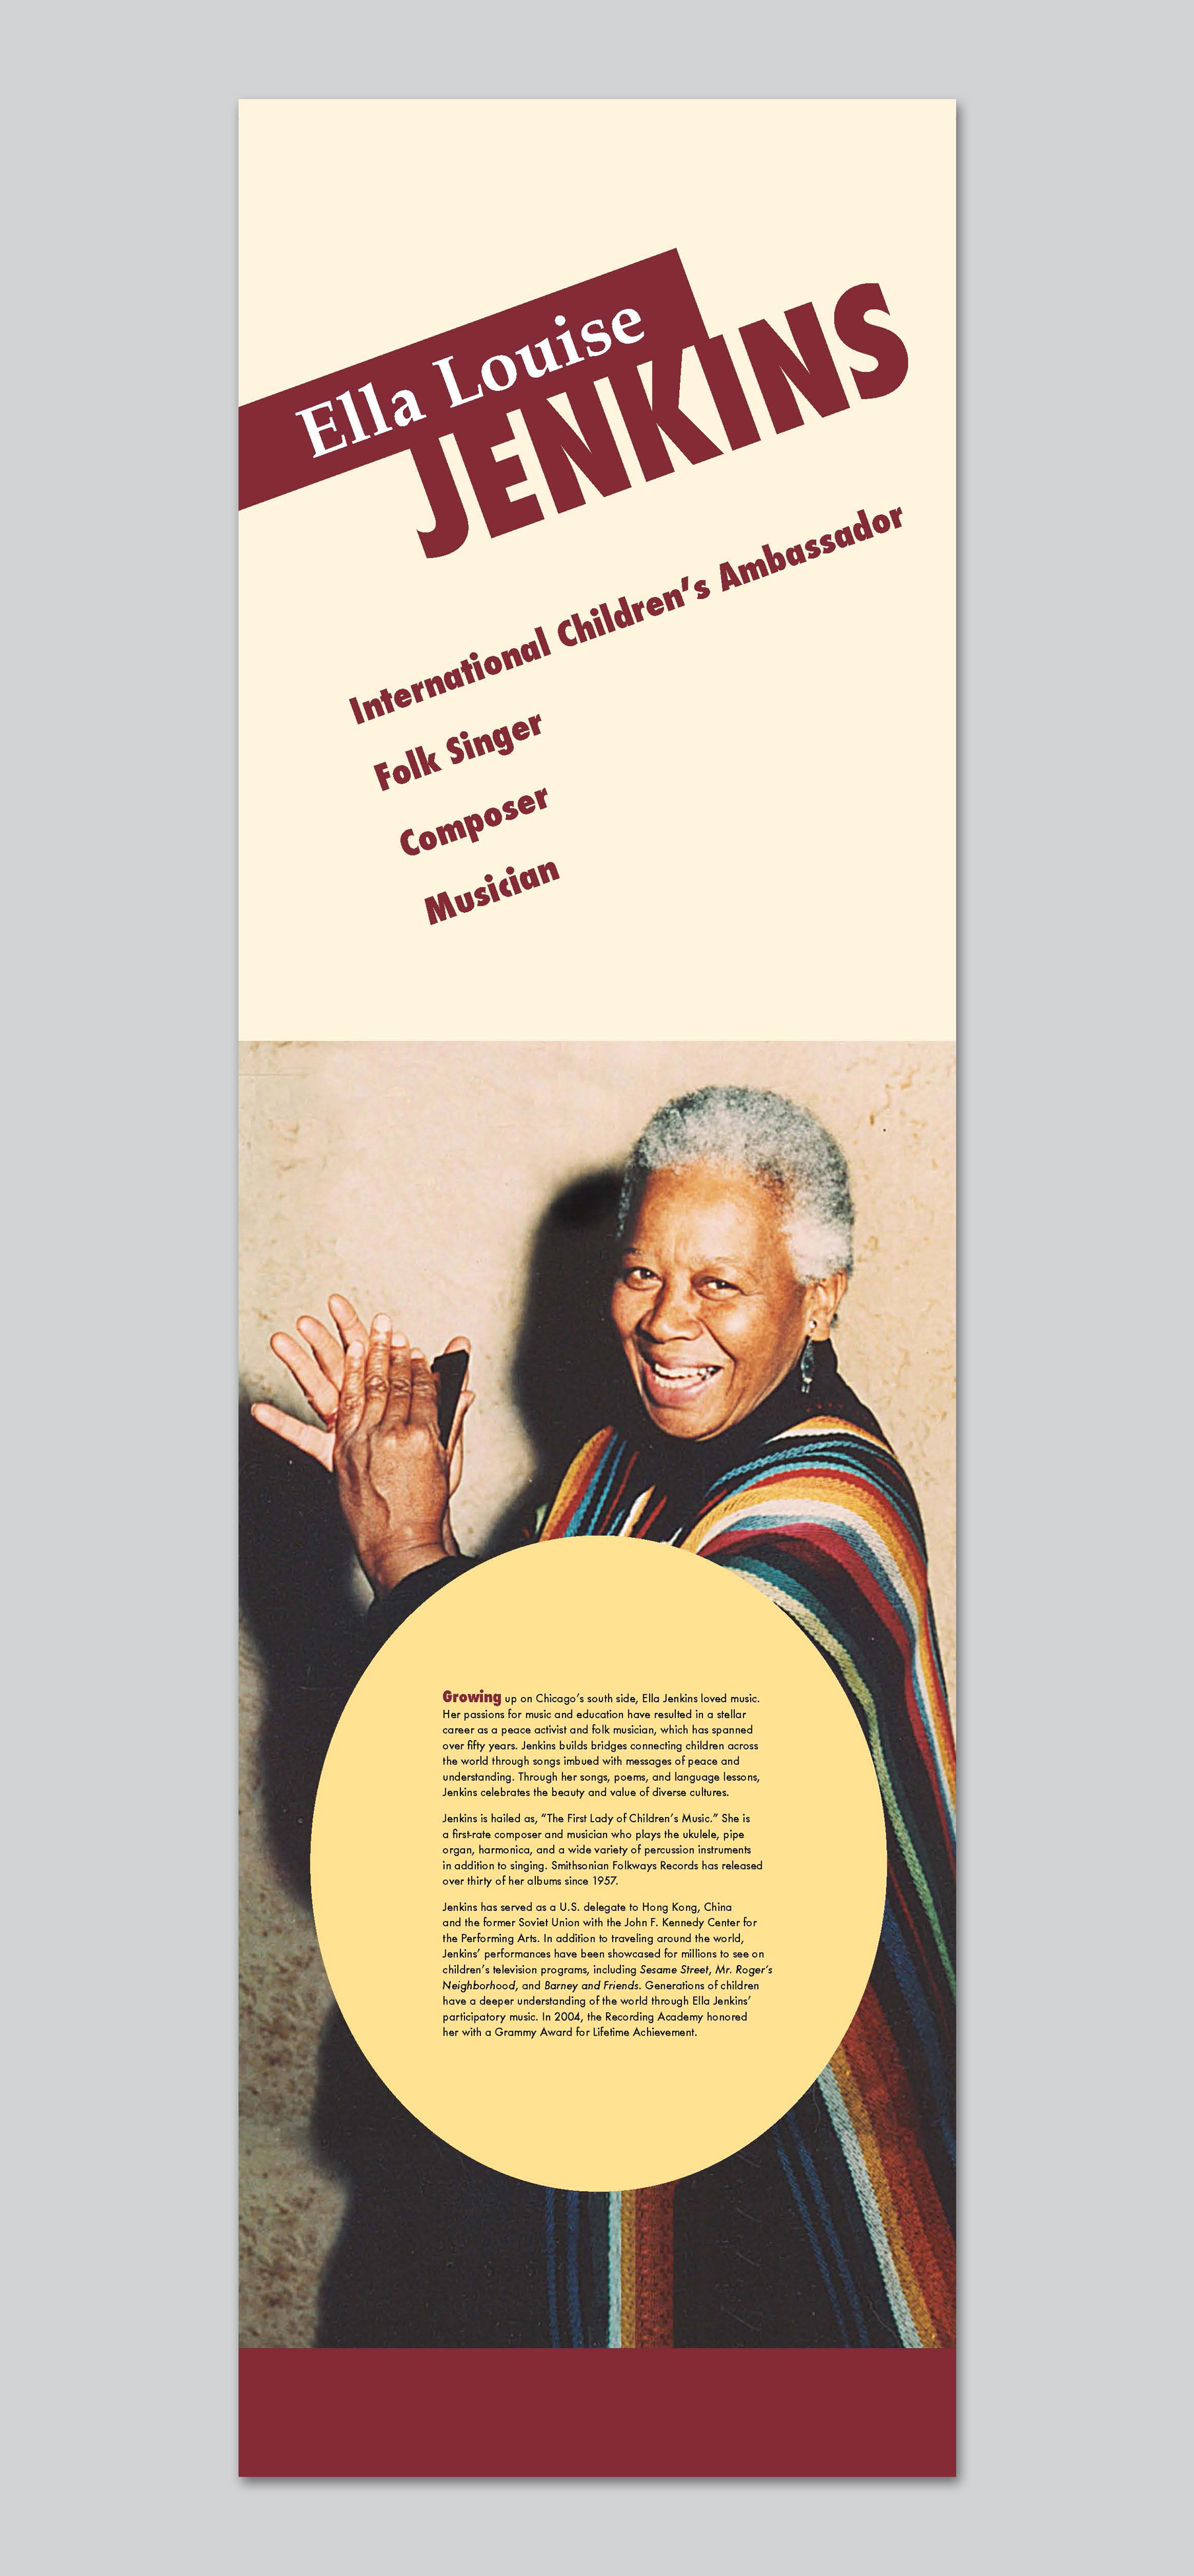 Ella Louise
JENKINS
International Children's Ambassador
Folk Singer
Composer
Musician
Growing up on Chicago's south side, Ella Jenkins loved music.
Her passions for music and education have resulted in a stellar
career as a peace activist and folk musician, which has spanned
over fifty years. Jenkins builds bridges connecting children across
the world through songs imbued with messages of peace and
understanding. Through her songs, poems, and language lessons,
Jenkins celebrates the beauty and value of diverse cultures.
Jenkins is hailed as, “The First Lady of Children's Music.” She is
a first-rate composer and musician who plays the ukulele, pipe
organ, harmonica, and a wide variety of percussion instruments
in addition to singing. Smithsonian Folkways Records has released
over thirty of her albums since 1957.
Jenkins has served as a U.S. delegate to Hong Kong, China
and the former Soviet Union with the John F. Kennedy Center for
the Performing Arts. In addition to traveling around the world,
Jenkins' performances have been showcased for millions to see on
children's television programs, including Sesame Street, Mr. Roger's
Neighborhood, and Barney and Friends. Generations of children
have a deeper understanding of the world through Ella Jenkins'
participatory music. In 2004, the Recording Academy honored
her with a Grammy Award for Lifetime Achievement.